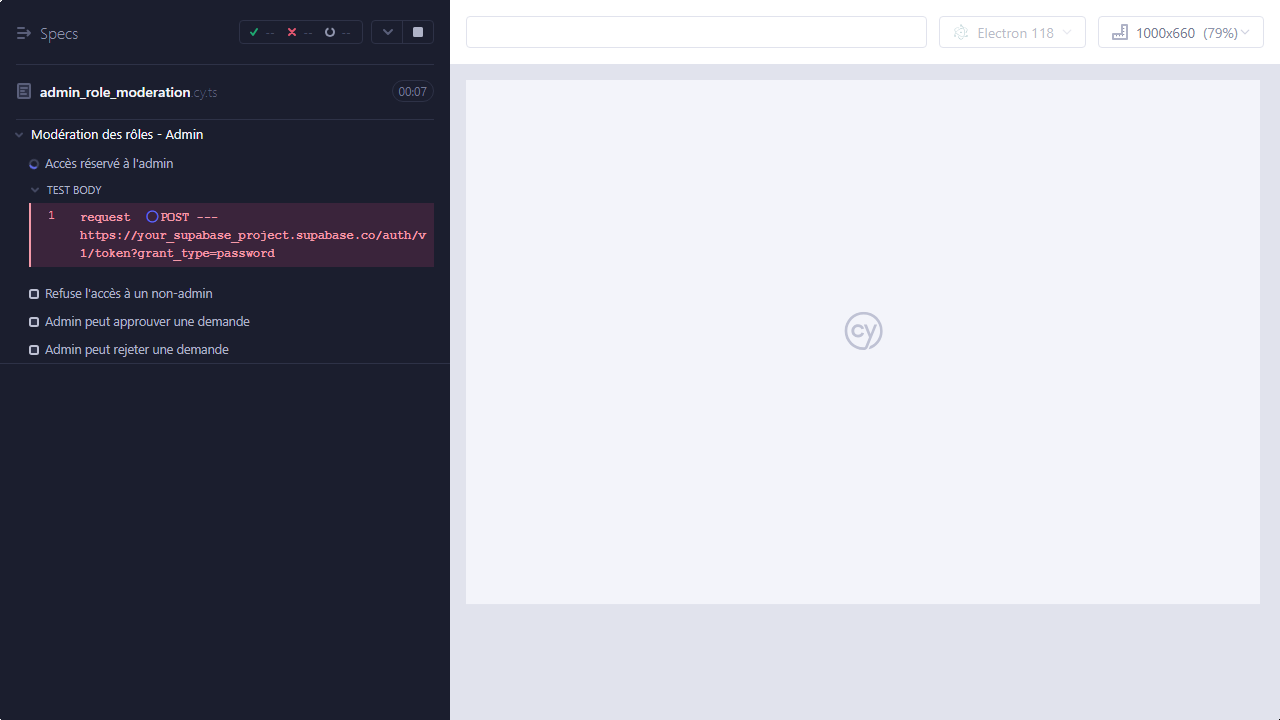 Specs
--
--
--
Electron 118
1000x660 (79%)
admin_role_moderation.cy.ts
00:07
Modération des rôles - Admin
Accès réservé à l'admin
TEST BODY
1 request POST ---
https://your_supabase_project.supabase.co/auth/v
1/token?grant_type=password
Refuse l'accès à un non-admin
Admin peut approuver une demande
Admin peut rejeter une demande
cy